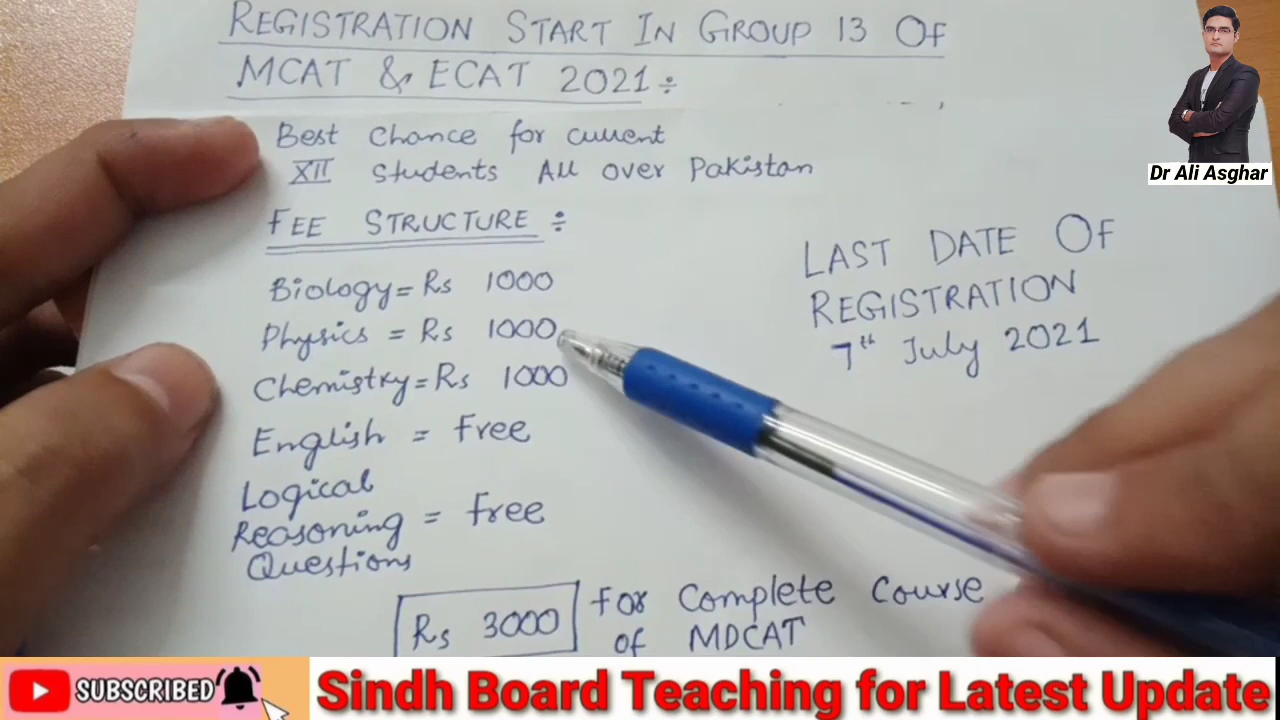 REGISTRATION START IN GROUP 13 OF
MCAT & ECAT 2021÷
Best Chance for current
XII students All over Pakistan
FEE STRUCTURE ÷
Biology = Rs 1000
Physics = Rs 1000
Chemistry = Rs 1000
English = Free
Logical
Reasoning = free
Questions
Rs 3000 for Complete Course
of MDCAT
LAST DATE OF
REGISTRATION
7th July 2021
Dr Ali Asghar
SUBSCRIBED
Sindh Board Teaching for Latest Update